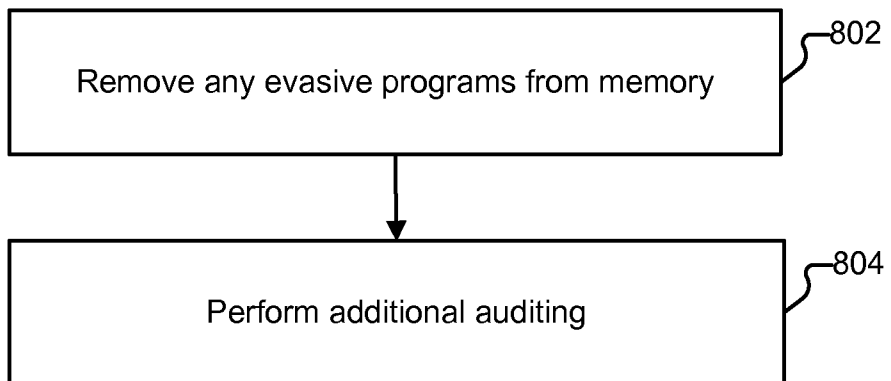 802
Remove any evasive programs from memory
804
Perform additional auditing